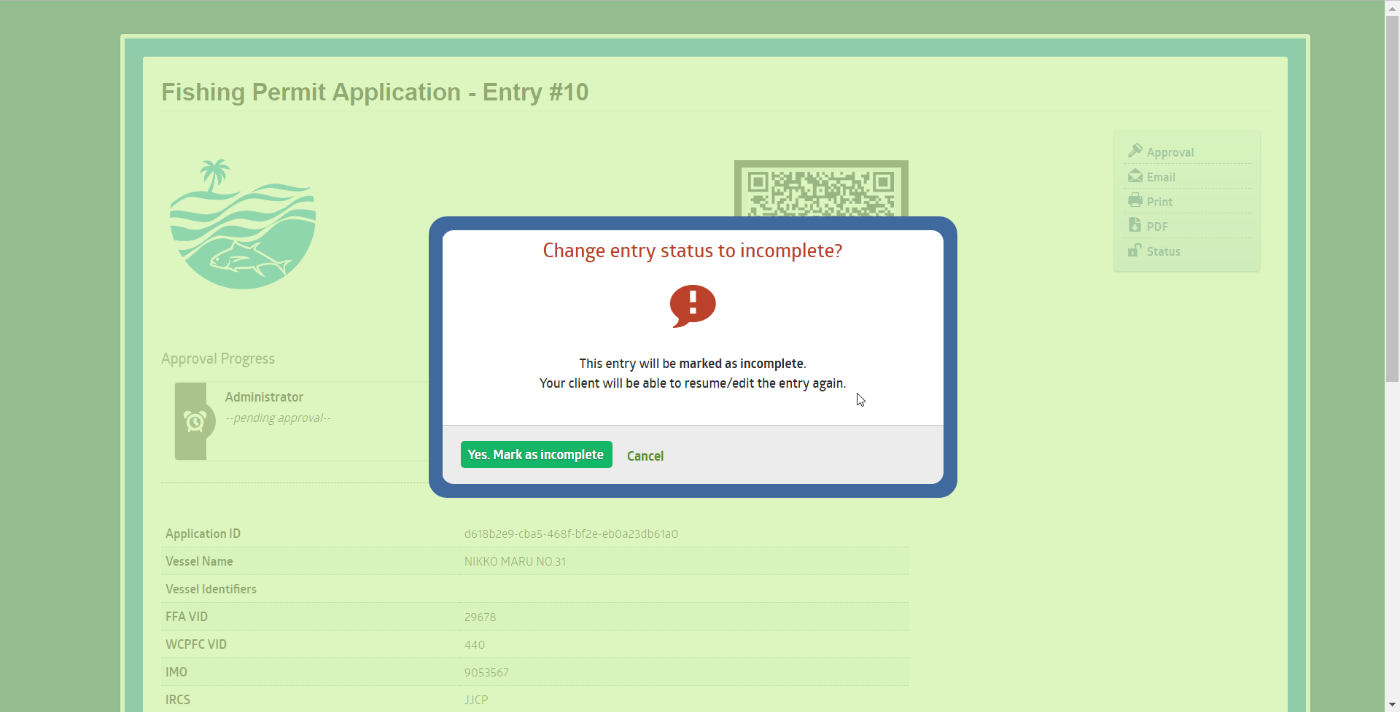 Fishing Permit Application - Entry #10
Approval
Email
Print
PDF
Status
Change entry status to incomplete?
This entry will be marked as incomplete.
Your client will be able to resume/edit the entry again.
Yes. Mark as incomplete
Cancel
Approval Progress
Administrator
--pending approval--
Application ID d618b2e9-cba5-468f-bf2e-eb0a23db61a0
Vessel Name NIKKO MARU NO.31
Vessel Identifiers
FFA VID 29678
WCPFC VID 440
IMO 9053567
IRCS JJCP